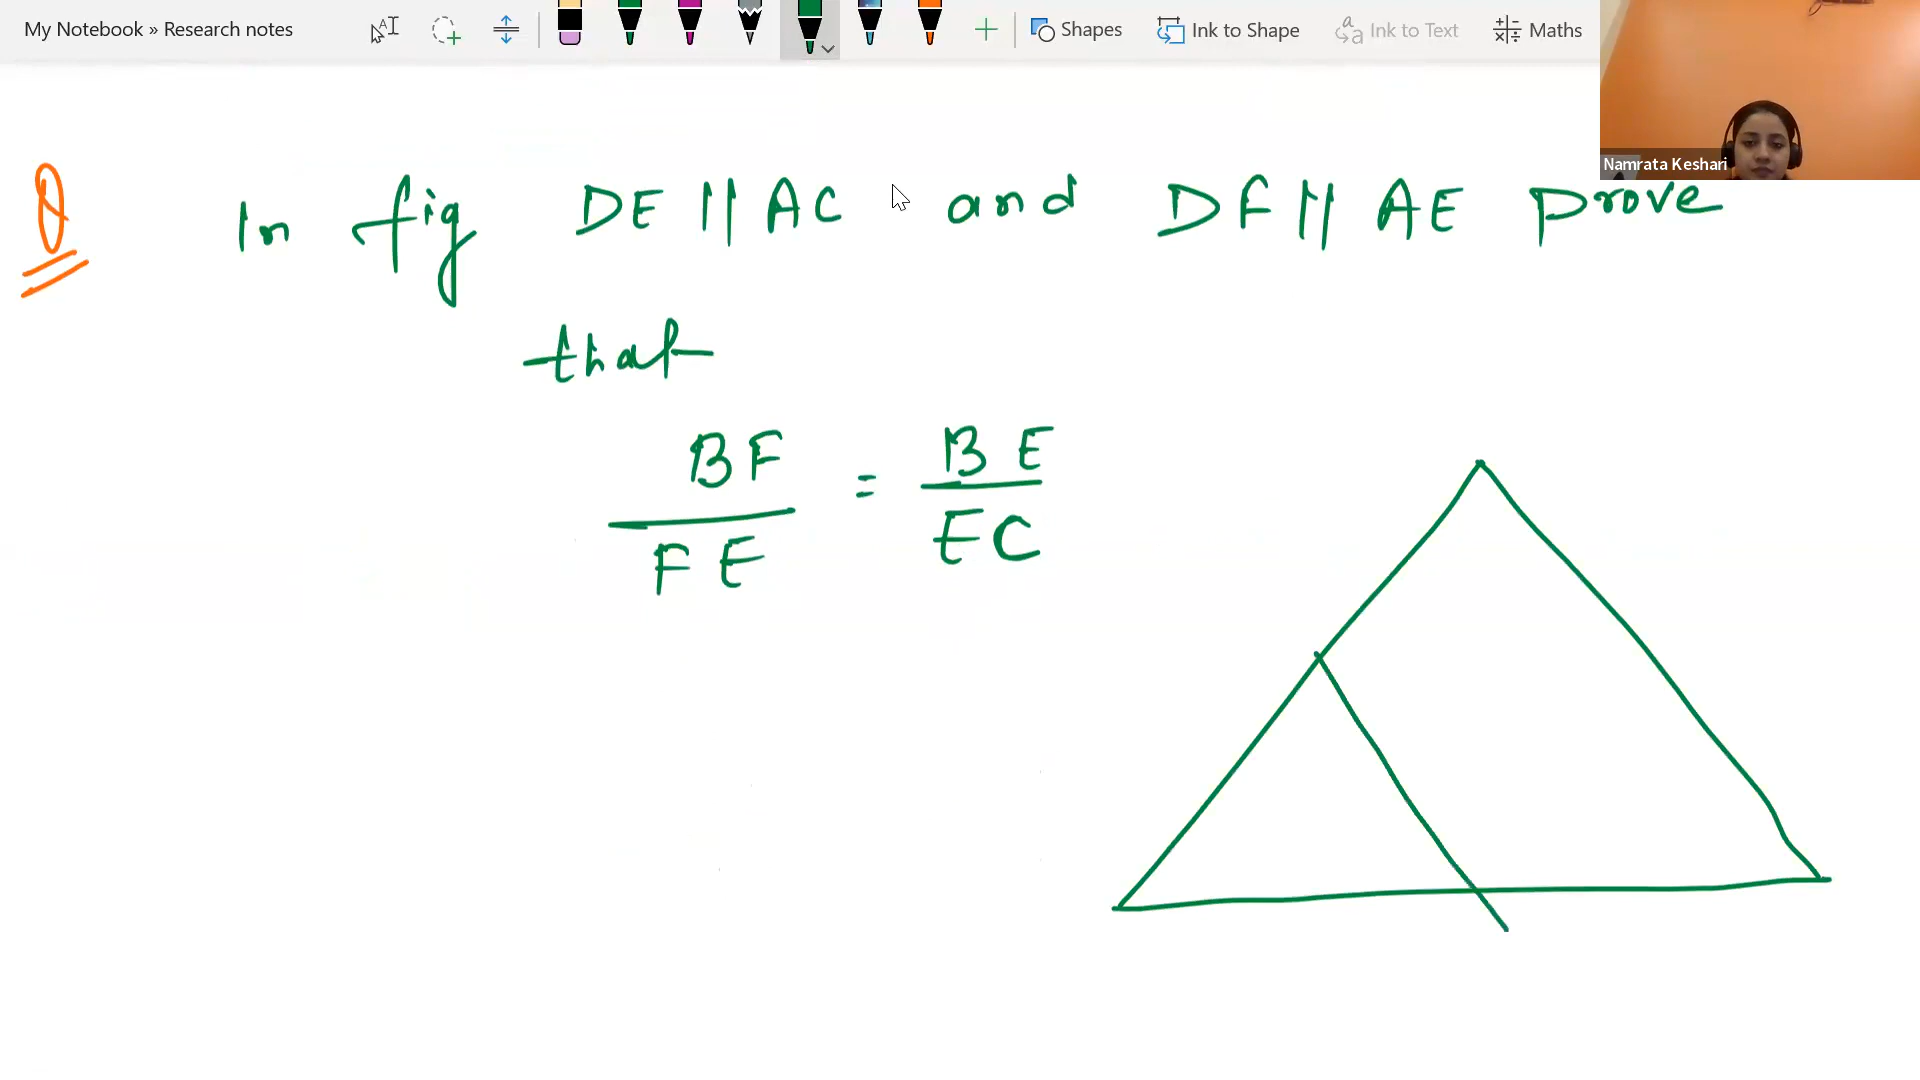 My Notebook » Research notes
Shapes
Ink to Shape
Ink to Text
Maths
Namrata Keshari
Q
In fig DE || AC and DF || AE prove
that
BF = BE
FE EC